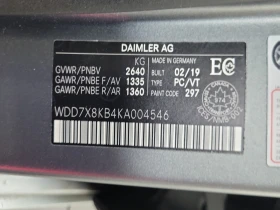 DAIMLER AG
KG
GVWR/PNBV 2640
GAWR/PNBE F/AV 1335
GAWR/PNBE R/AR 1360
MADE IN GERMANY
BUILT 02/19
TYPE PC/VT
PAINT CODE 297
EC
WDD7X8KB4KA004546